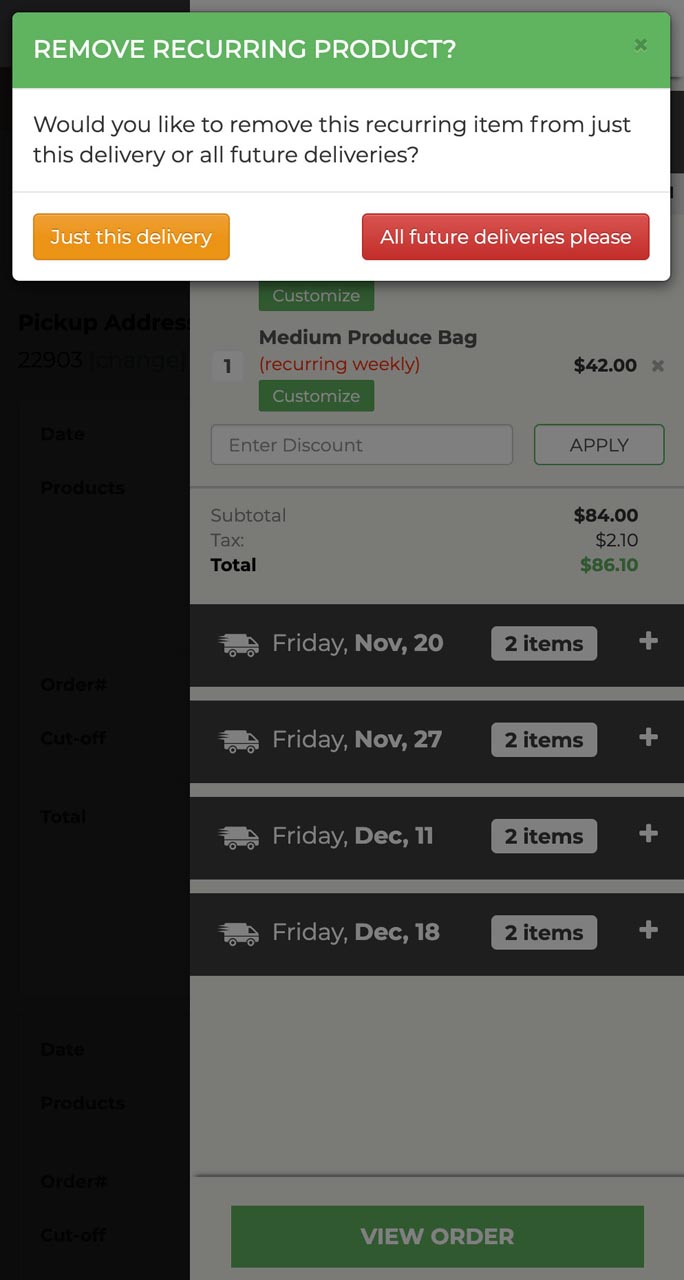 REMOVE RECURRING PRODUCT?
×
Would you like to remove this recurring item from just
this delivery or all future deliveries?
Just this delivery
All future deliveries please
Customize
Pickup Addres
22903 [change]
Medium Produce Bag
1
(recurring weekly)
$42.00
×
Customize
Date
Enter Discount
APPLY
Products
Subtotal
$84.00
Tax:
$2.10
Total
$86.10
Friday, Nov, 20
2 items
+
Order#
Cut-off
Friday, Nov, 27
2 items
+
Total
Friday, Dec, 11
2 items
+
Friday, Dec, 18
2 items
+
Date
Products
Order#
Cut-off
VIEW ORDER